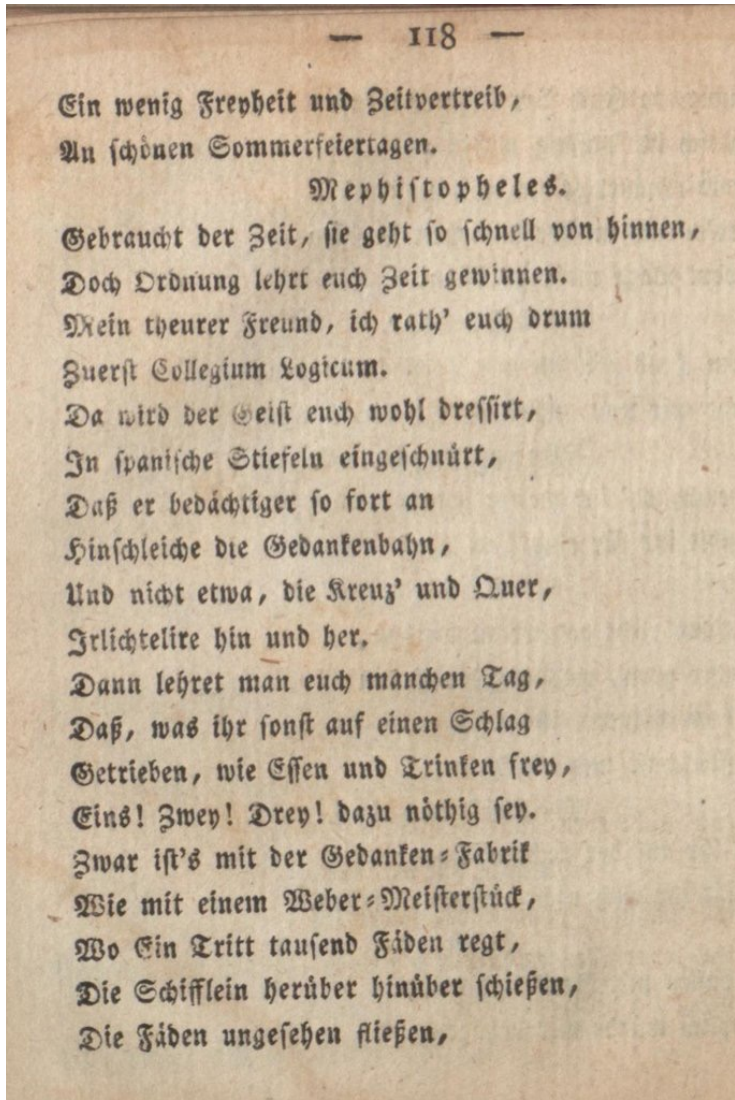 — 118 —
Ein wenig Freyheit und Zeitvertreib,
An schönen Sommerfeiertagen.
Mephistopheles.
Gebraucht der Zeit, sie geht so schnell von hinnen,
Doch Ordnung lehrt euch Zeit gewinnen.
Mein theurer Freund, ich rath’ euch drum
Zuerst Collegium Logicum.
Da wird der Geist euch wohl dressirt,
In spanische Stiefeln eingeschnürt,
Daß er bedächtiger so fort an
Hinschleiche die Gedankenbahn,
Und nicht etwa, die Kreuz’ und Quer,
Irlichtelire hin und her.
Dann lehret man euch manchen Tag,
Daß, was ihr sonst auf einen Schlag
Getrieben, wie Essen und Trinken frey,
Eins! Zwey! Drey! dazu nöthig sey.
Zwar ist’s mit der Gedanken-Fabrik
Wie mit einem Weber-Meisterstück,
Wo Ein Tritt tausend Fäden regt,
Die Schifflein herüber hinüber schießen,
Die Fäden ungesehen fließen,